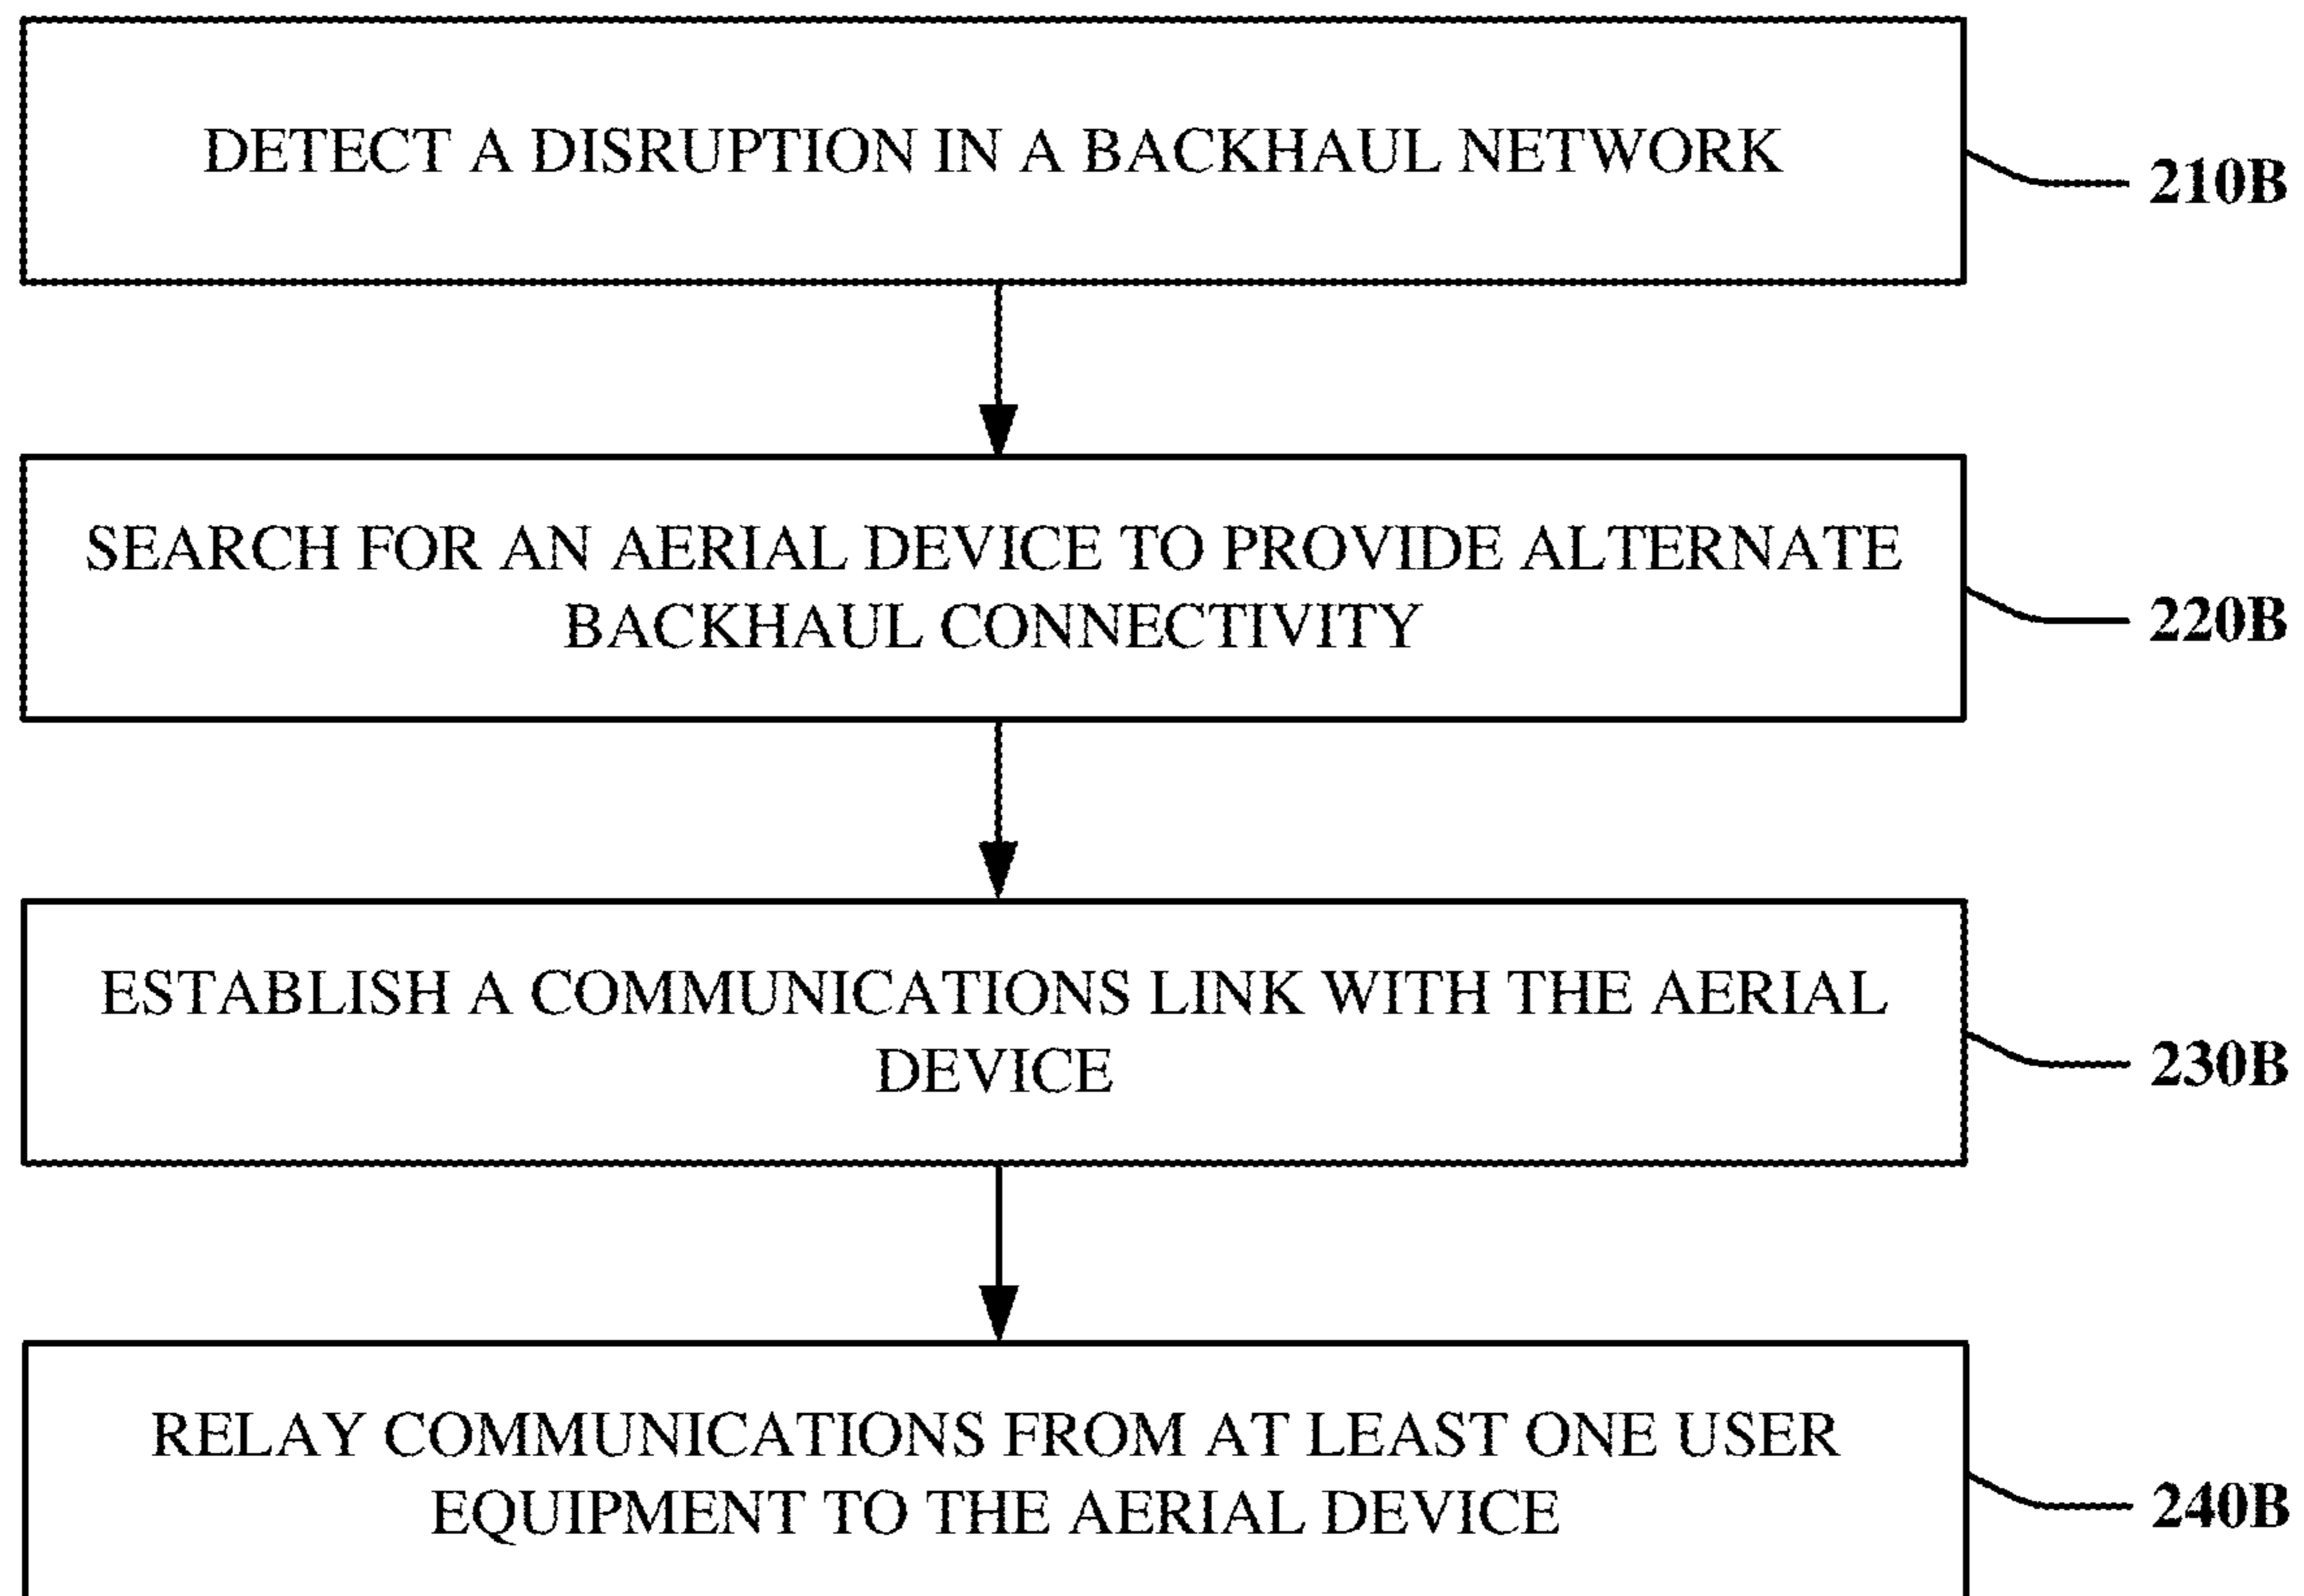 DETECT A DISRUPTION IN A BACKHAUL NETWORK
210B
SEARCH FOR AN AERIAL DEVICE TO PROVIDE ALTERNATE
BACKHAUL CONNECTIVITY
220B
ESTABLISH A COMMUNICATIONS LINK WITH THE AERIAL
DEVICE
230B
RELAY COMMUNICATIONS FROM AT LEAST ONE USER
EQUIPMENT TO THE AERIAL DEVICE
240B